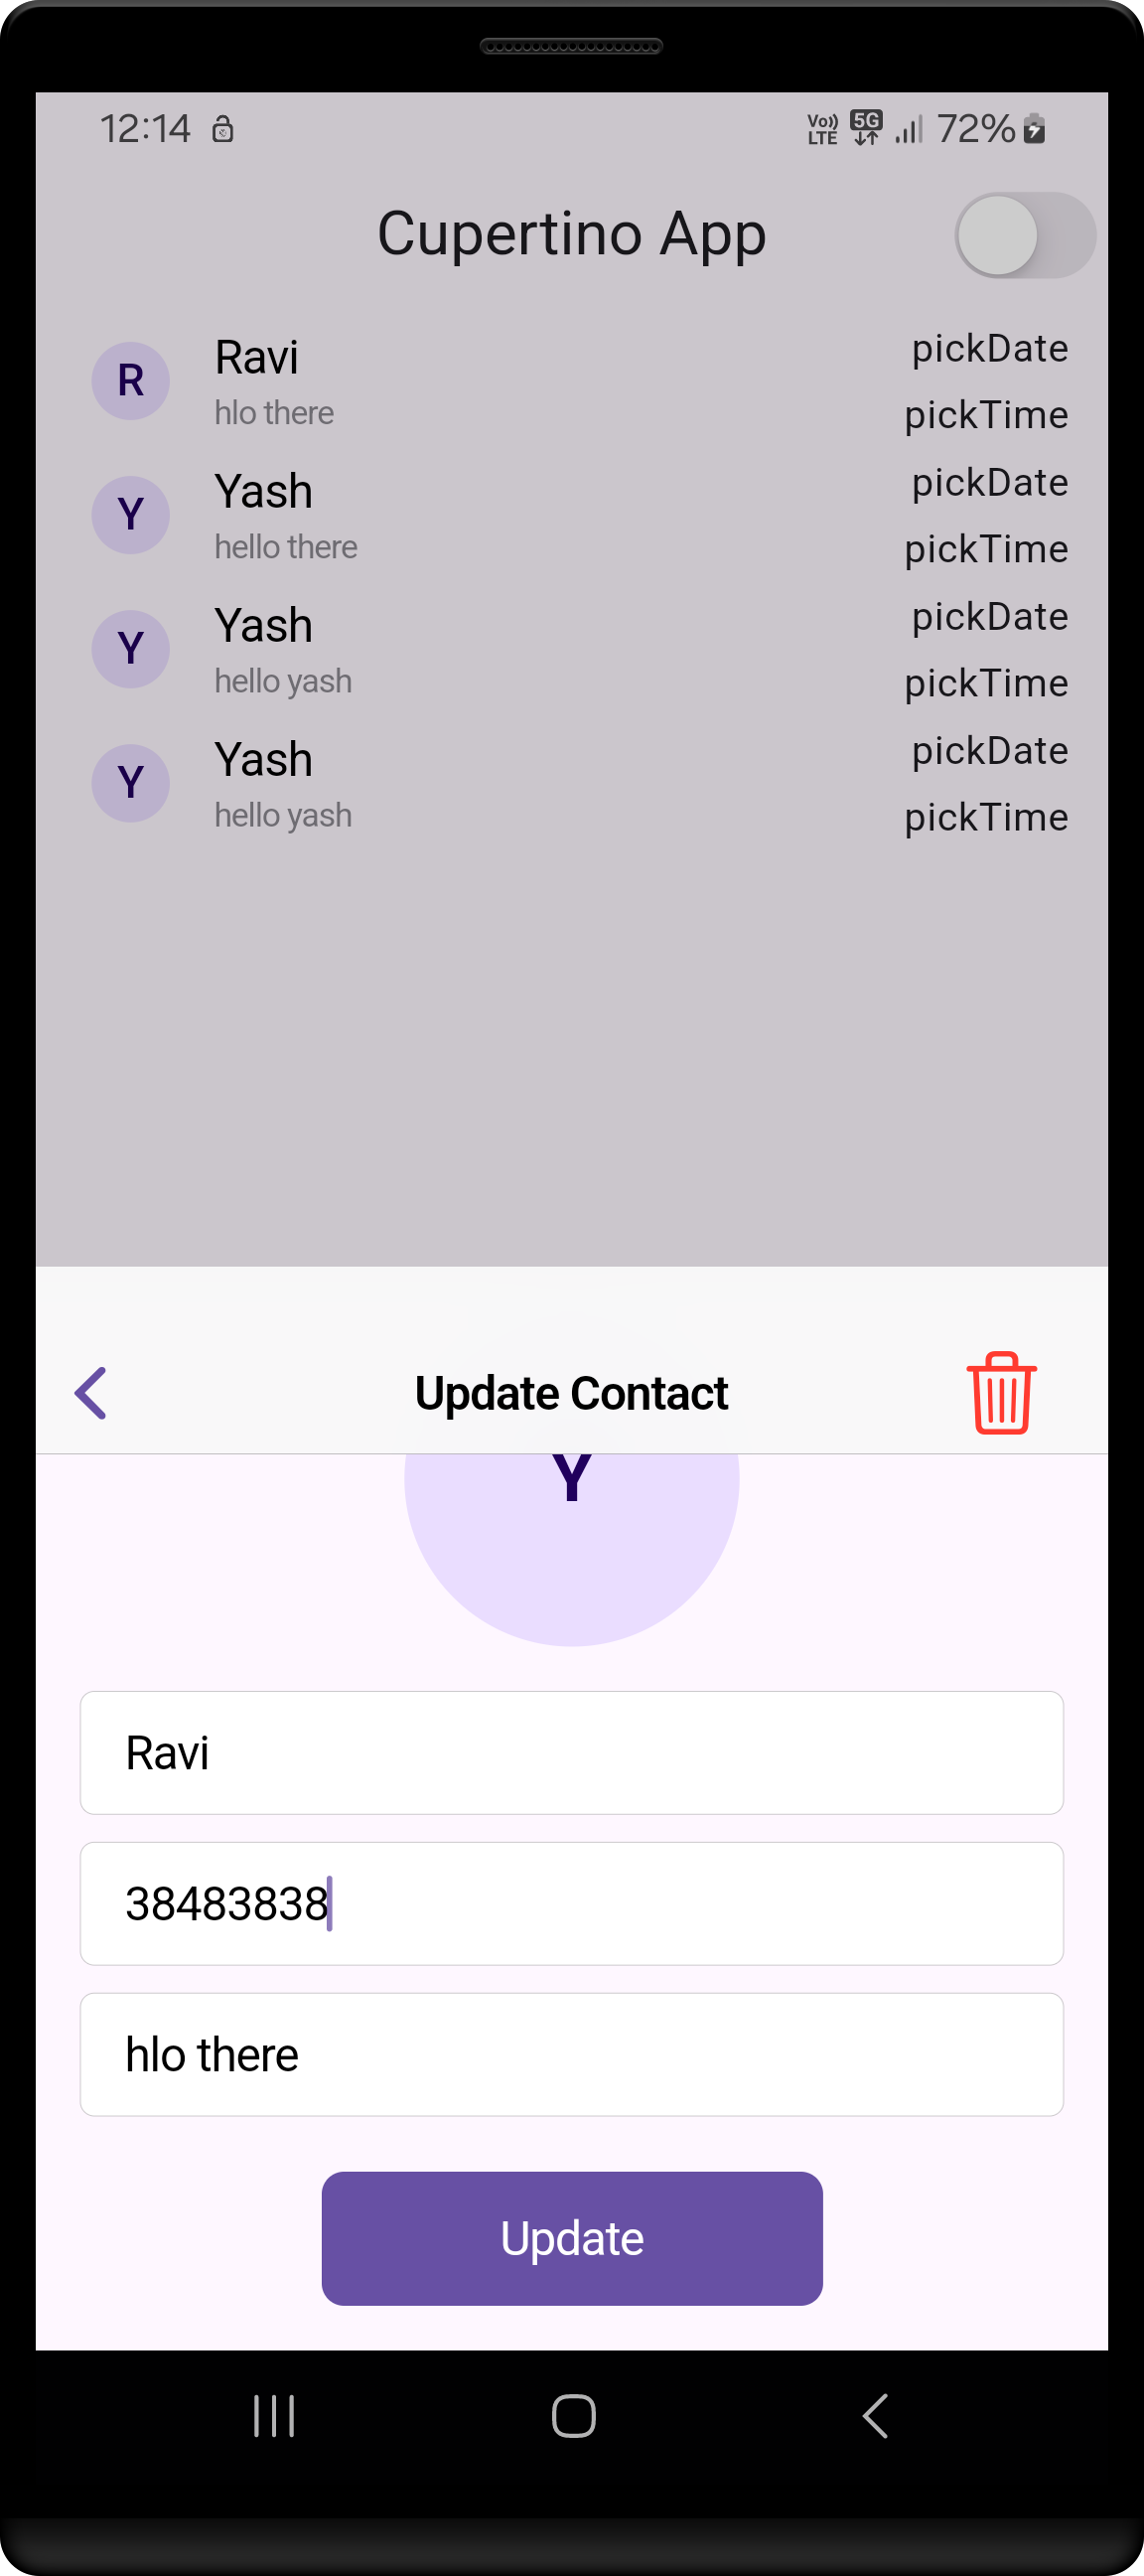 12:14
Vo)) LTE 5G 72%
Cupertino App
R Ravi pickDate
hlo there pickTime
Y Yash pickDate
hello there pickTime
Y Yash pickDate
hello yash pickTime
Y Yash pickDate
hello yash pickTime
Update Contact
Y
Ravi
38483838
hlo there
Update